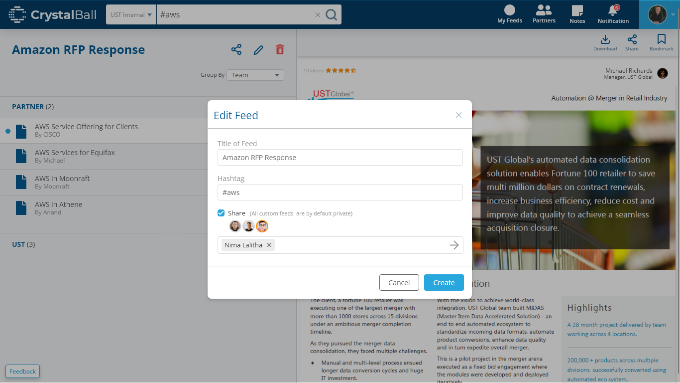 CrystalBall
UST Internal
#aws
My Feeds
Partners
Notes
Notification
Amazon RFP Response
Group By
Team
PARTNER (2)
AWS Service Offering for Clients
By CISCO
AWS Services for Equifax
By Michael
AWS in Moonraft
By Moonraft
AWS in Athene
By Anand
UST (3)
Feedback
Download
Share
Bookmark
Michael Richards
Manager, UST Global
UST Global
Automation @ Merger in Retail Industry
UST Global's automated data consolidation
solution enables Fortune 100 retailer to save
multi million dollars on contract renewals,
increase business efficiency, reduce cost and
improve data quality to achieve a seamless
acquisition closure.
Edit Feed
Title of Feed
Amazon RFP Response
Hashtag
#aws
Share (All custom feeds are by default private)
Nima Lalitha
Cancel
Create
The client, a fortune 100 retailer was
executing one of the largest merger with
more than 1000 stores across 15 divisions
under an ambitious merger completion
timeline.
As they pursued the merger data
consolidation, they faced multiple challenges.
Manual and multi-level process ensured
longer data conversion cycles and huge
IT investment.
With the vision to achieve world-class
integration, UST Global team built MIDAS
(Master Item Data Accelerated Solution) - an
end to end automated ecosystem to
standardize incoming data formats, automate
product conversions, enhance data quality
and in turn expedite overall merger.
This is a pilot project in the merger arena
executed as a fixed bid engagement where
the modules were developed and deployed
iteratively.
Highlights
A 28 month project delivered by team
working across 4 locations.
200,000 + products across multiple
divisions, successfully converted using
automated eco system.